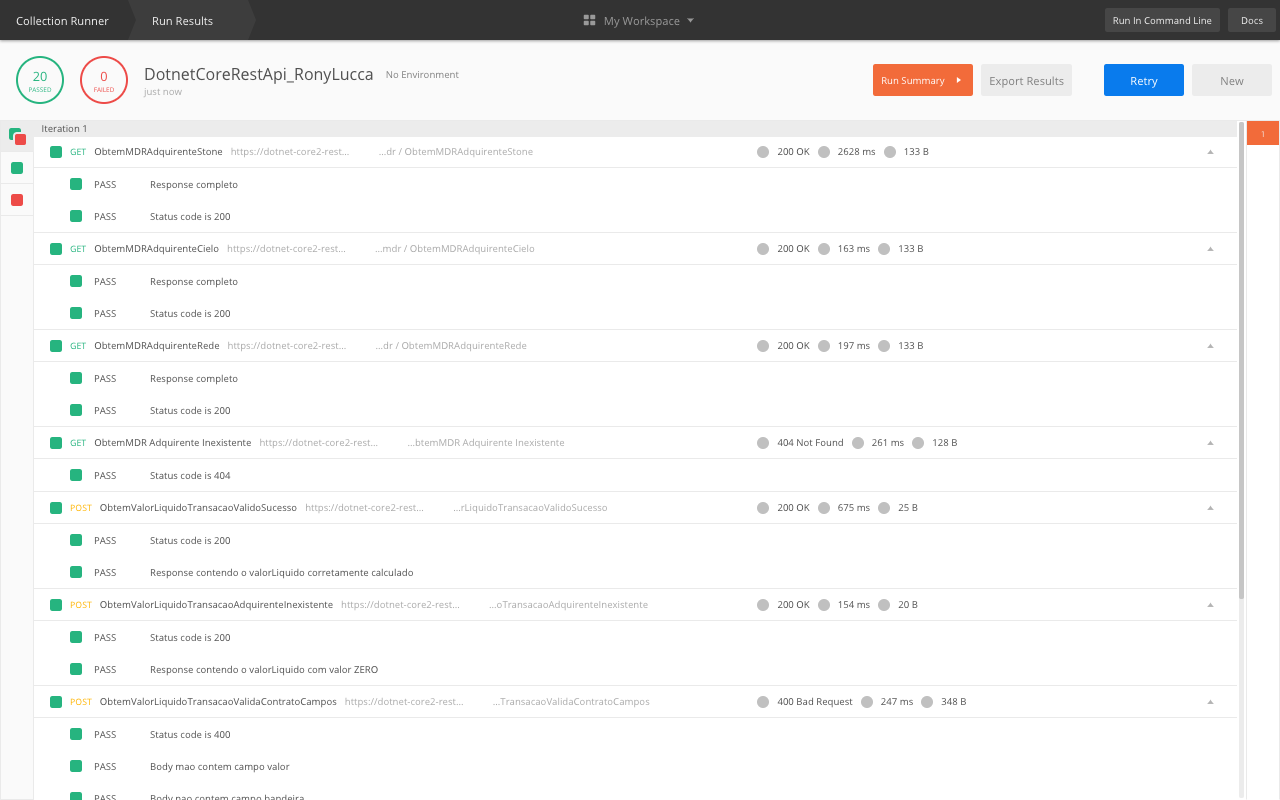 Collection Runner Run Results My Workspace Run In Command Line Docs
20 PASSED 0 FAILED DotnetCoreRestApi_RonyLucca No Environment Run Summary Export Results Retry New
just now
Iteration 1 1
GET ObtemMDRAdquirenteStone https://dotnet-core2-rest... ...dr / ObtemMDRAdquirenteStone 200 OK 2628 ms 133 B
PASS Response completo
PASS Status code is 200
GET ObtemMDRAdquirenteCielo https://dotnet-core2-rest... ...mdr / ObtemMDRAdquirenteCielo 200 OK 163 ms 133 B
PASS Response completo
PASS Status code is 200
GET ObtemMDRAdquirenteRede https://dotnet-core2-rest... ...dr / ObtemMDRAdquirenteRede 200 OK 197 ms 133 B
PASS Response completo
PASS Status code is 200
GET ObtemMDR Adquirente Inexistente https://dotnet-core2-rest... ...btemMDR Adquirente Inexistente 404 Not Found 261 ms 128 B
PASS Status code is 404
POST ObtemValorLiquidoTransacaoValidoSucesso https://dotnet-core2-rest... ...rLiquidoTransacaoValidoSucesso 200 OK 675 ms 25 B
PASS Status code is 200
PASS Response contendo o valorLiquido corretamente calculado
POST ObtemValorLiquidoTransacaoAdquirenteInexistente https://dotnet-core2-rest... ...oTransacaoAdquirenteInexistente 200 OK 154 ms 20 B
PASS Status code is 200
PASS Response contendo o valorLiquido com valor ZERO
POST ObtemValorLiquidoTransacaoValidaContratoCampos https://dotnet-core2-rest... ...TransacaoValidaContratoCampos 400 Bad Request 247 ms 348 B
PASS Status code is 400
PASS Body mao contem campo valor
PASS Body nao contem campo bandeira